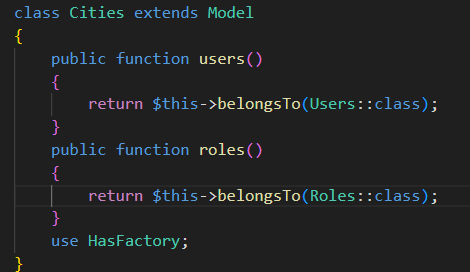 class Cities extends Model
{
    public function users()
    {
        return $this->belongsTo(Users::class);
    }
    public function roles()
    {
        return $this->belongsTo(Roles::class);
    }
    use HasFactory;
}